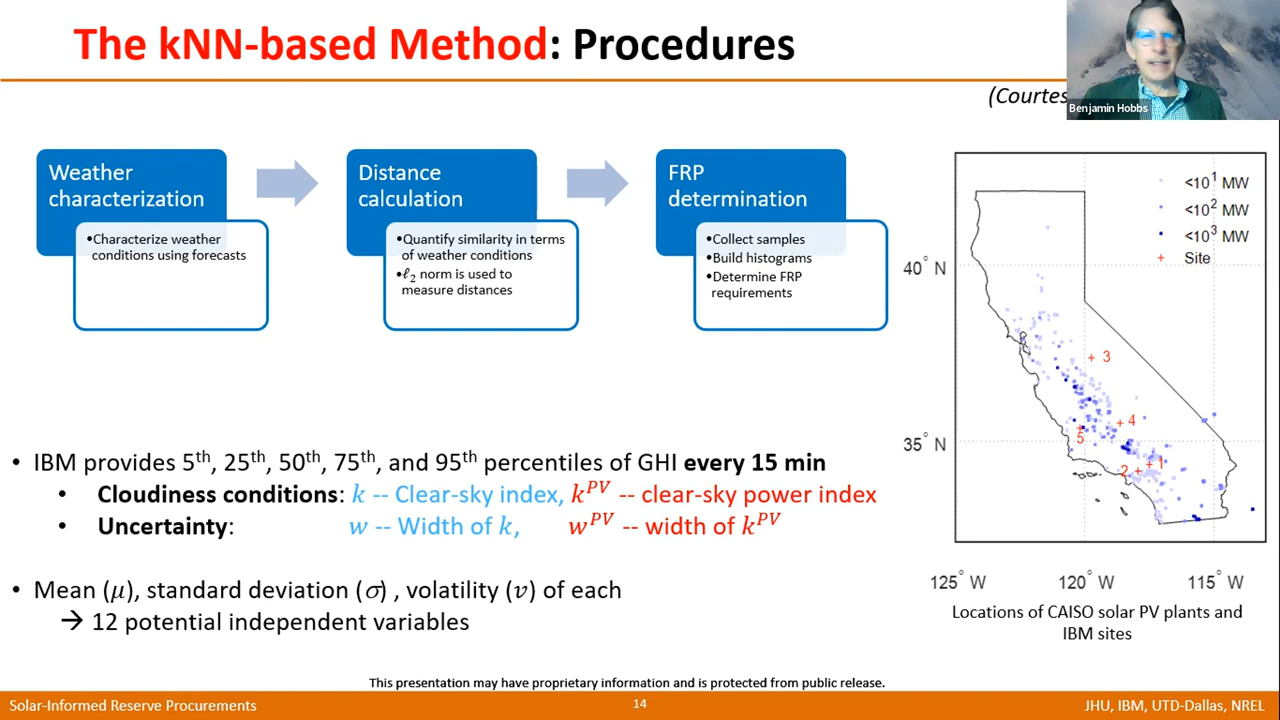 The kNN-based Method: Procedures
(Courtes
Benjamin Hobbs
Weather
characterization
•Characterize weather
conditions using forecasts
Distance
calculation
•Quantify similarity in terms
of weather conditions
•ℓ₂ norm is used to
measure distances
FRP
determination
•Collect samples
•Build histograms
•Determine FRP
requirements
<10¹ MW
<10² MW
<10³ MW
+ Site
40° N
35° N
3
4
5
2
1
125° W
120° W
115° W
Locations of CAISO solar PV plants and
IBM sites
• IBM provides 5th, 25th, 50th, 75th, and 95th percentiles of GHI every 15 min
• Cloudiness conditions: k -- Clear-sky index, k^PV -- clear-sky power index
• Uncertainty: w -- Width of k, w^PV -- width of k^PV
• Mean (μ), standard deviation (σ) , volatility (v) of each
→ 12 potential independent variables
This presentation may have proprietary information and is protected from public release.
Solar-Informed Reserve Procurements
14
JHU, IBM, UTD-Dallas, NREL